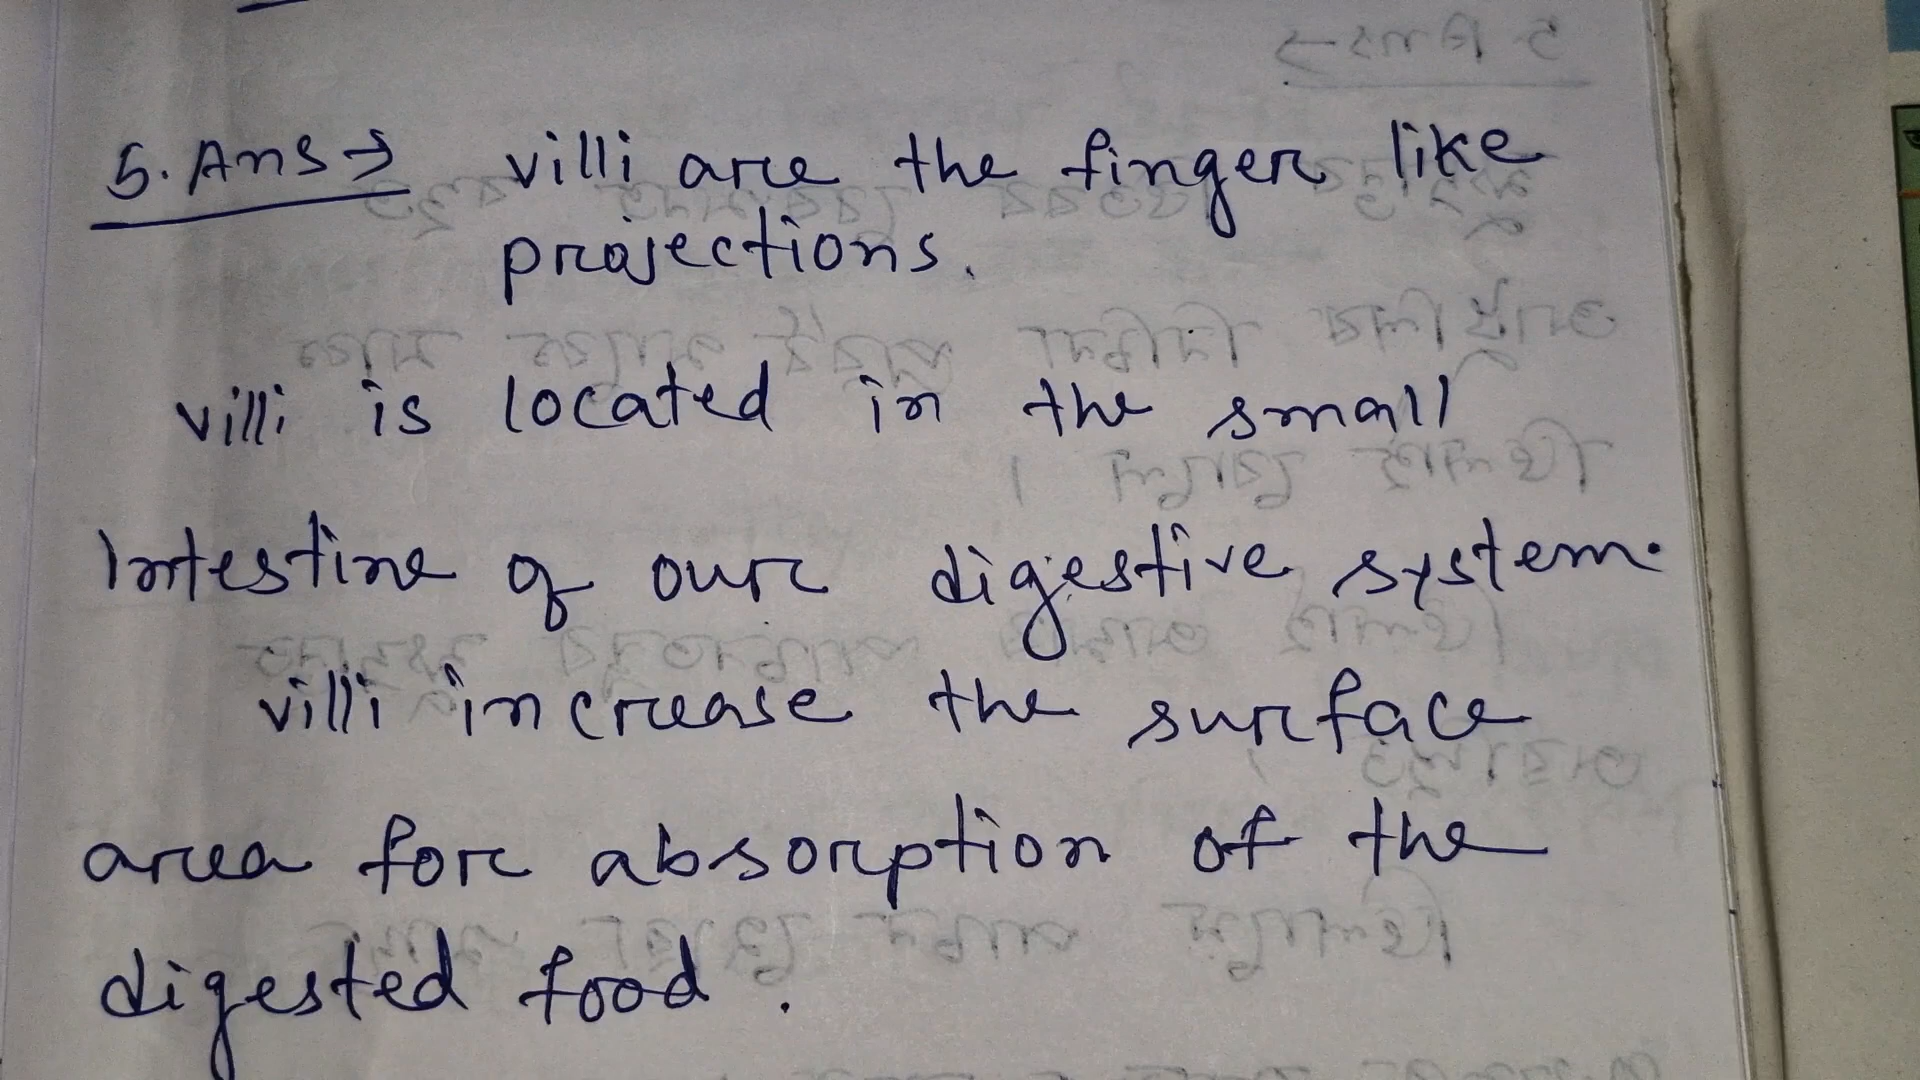 5. Ans → villi are the finger like
projections.
villi is located in the small
Intestine of our digestive system.
villi increase the surface
area for absorption of the
digested food.